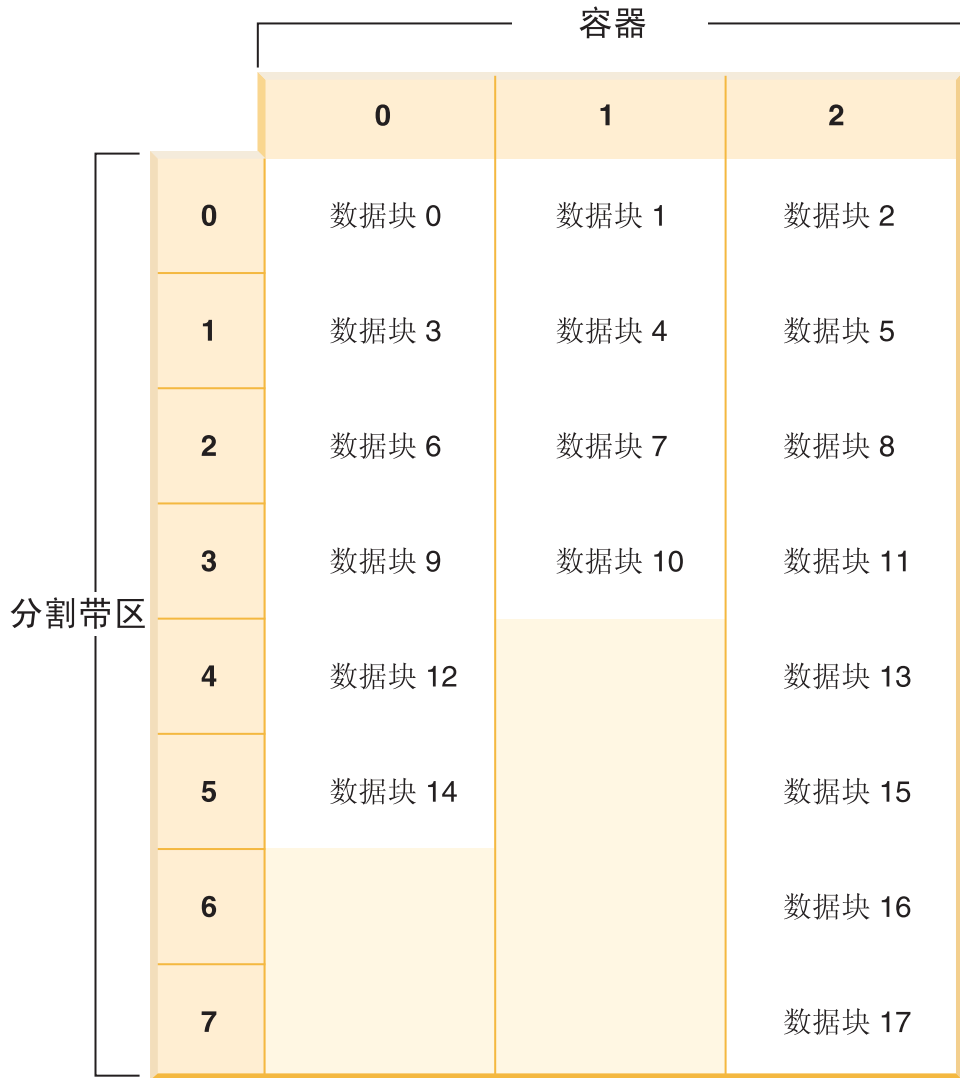 容器
0 1 2
0 数据块 0 数据块 1 数据块 2
1 数据块 3 数据块 4 数据块 5
2 数据块 6 数据块 7 数据块 8
3 数据块 9 数据块 10 数据块 11
分割带区
4 数据块 12 数据块 13
5 数据块 14 数据块 15
6 数据块 16
7 数据块 17